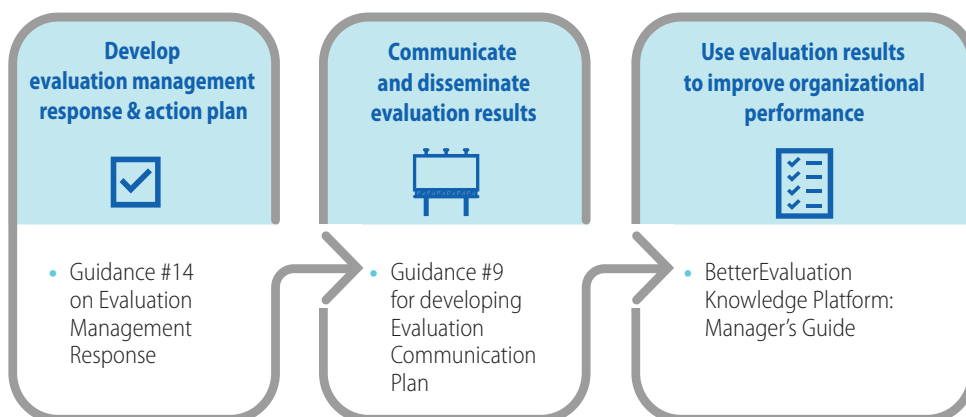 Develop
evaluation management
response & action plan
• Guidance #14
on Evaluation
Management
Response
Communicate
and disseminate
evaluation results
• Guidance #9
for developing
Evaluation
Communication
Plan
Use evaluation results
to improve organizational
performance
• BetterEvaluation
Knowledge Platform:
Manager’s Guide